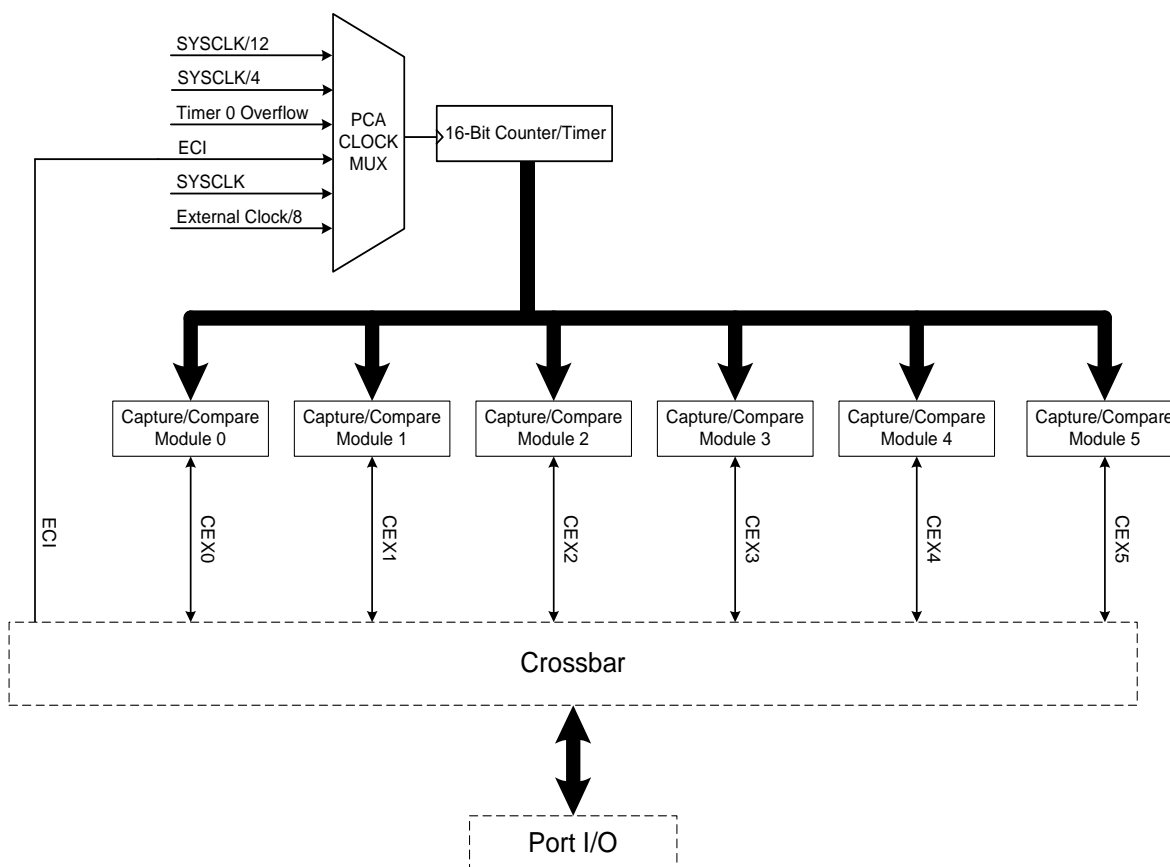 SYSCLK/12
SYSCLK/4
Timer 0 Overflow
ECI
SYSCLK
External Clock/8
PCA
CLOCK
MUX
16-Bit Counter/Timer
Capture/Compare
Module 0
Capture/Compare
Module 1
Capture/Compare
Module 2
Capture/Compare
Module 3
Capture/Compare
Module 4
Capture/Compare
Module 5
ECI
CEX0
CEX1
CEX2
CEX3
CEX4
CEX5
Crossbar
Port I/O